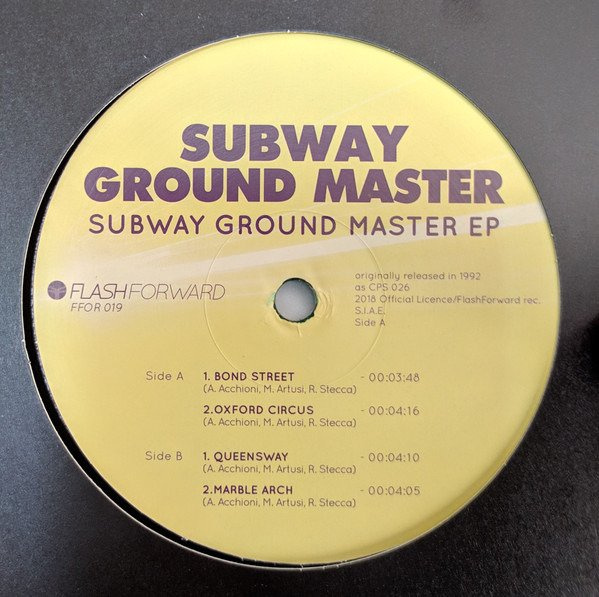 SUBWAY
GROUND MASTER
SUBWAY GROUND MASTER EP
FLASHFORWARD
FFOR 019
originally released in 1992
as CPS 026
2018 Official Licence/FlashForward rec.
S.I.A.E.
Side A
Side A 1. BOND STREET - 00:03:48
(A. Acchioni, M. Artusi, R. Stecca)
2.OXFORD CIRCUS - 00:04:16
(A. Acchioni, M. Artusi, R. Stecca)
Side B 1. QUEENSWAY - 00:04:10
(A. Acchioni, M. Artusi, R. Stecca)
2.MARBLE ARCH - 00:04:05
(A. Acchioni, M. Artusi, R. Stecca)